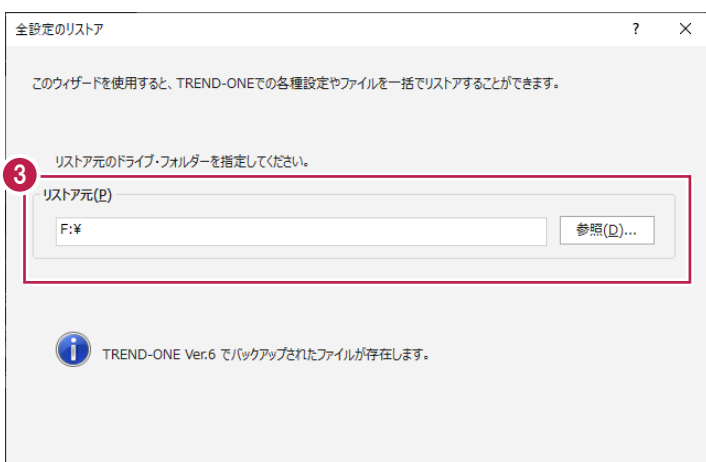 全設定のリストア
?
×
このウィザードを使用すると、TREND-ONEでの各種設定やファイルを一括でリストアすることができます。
リストア元のドライブ・フォルダーを指定してください。
3
リストア元(P)
F:¥
参照(D)...
TREND-ONE Ver.6 でバックアップされたファイルが存在します。